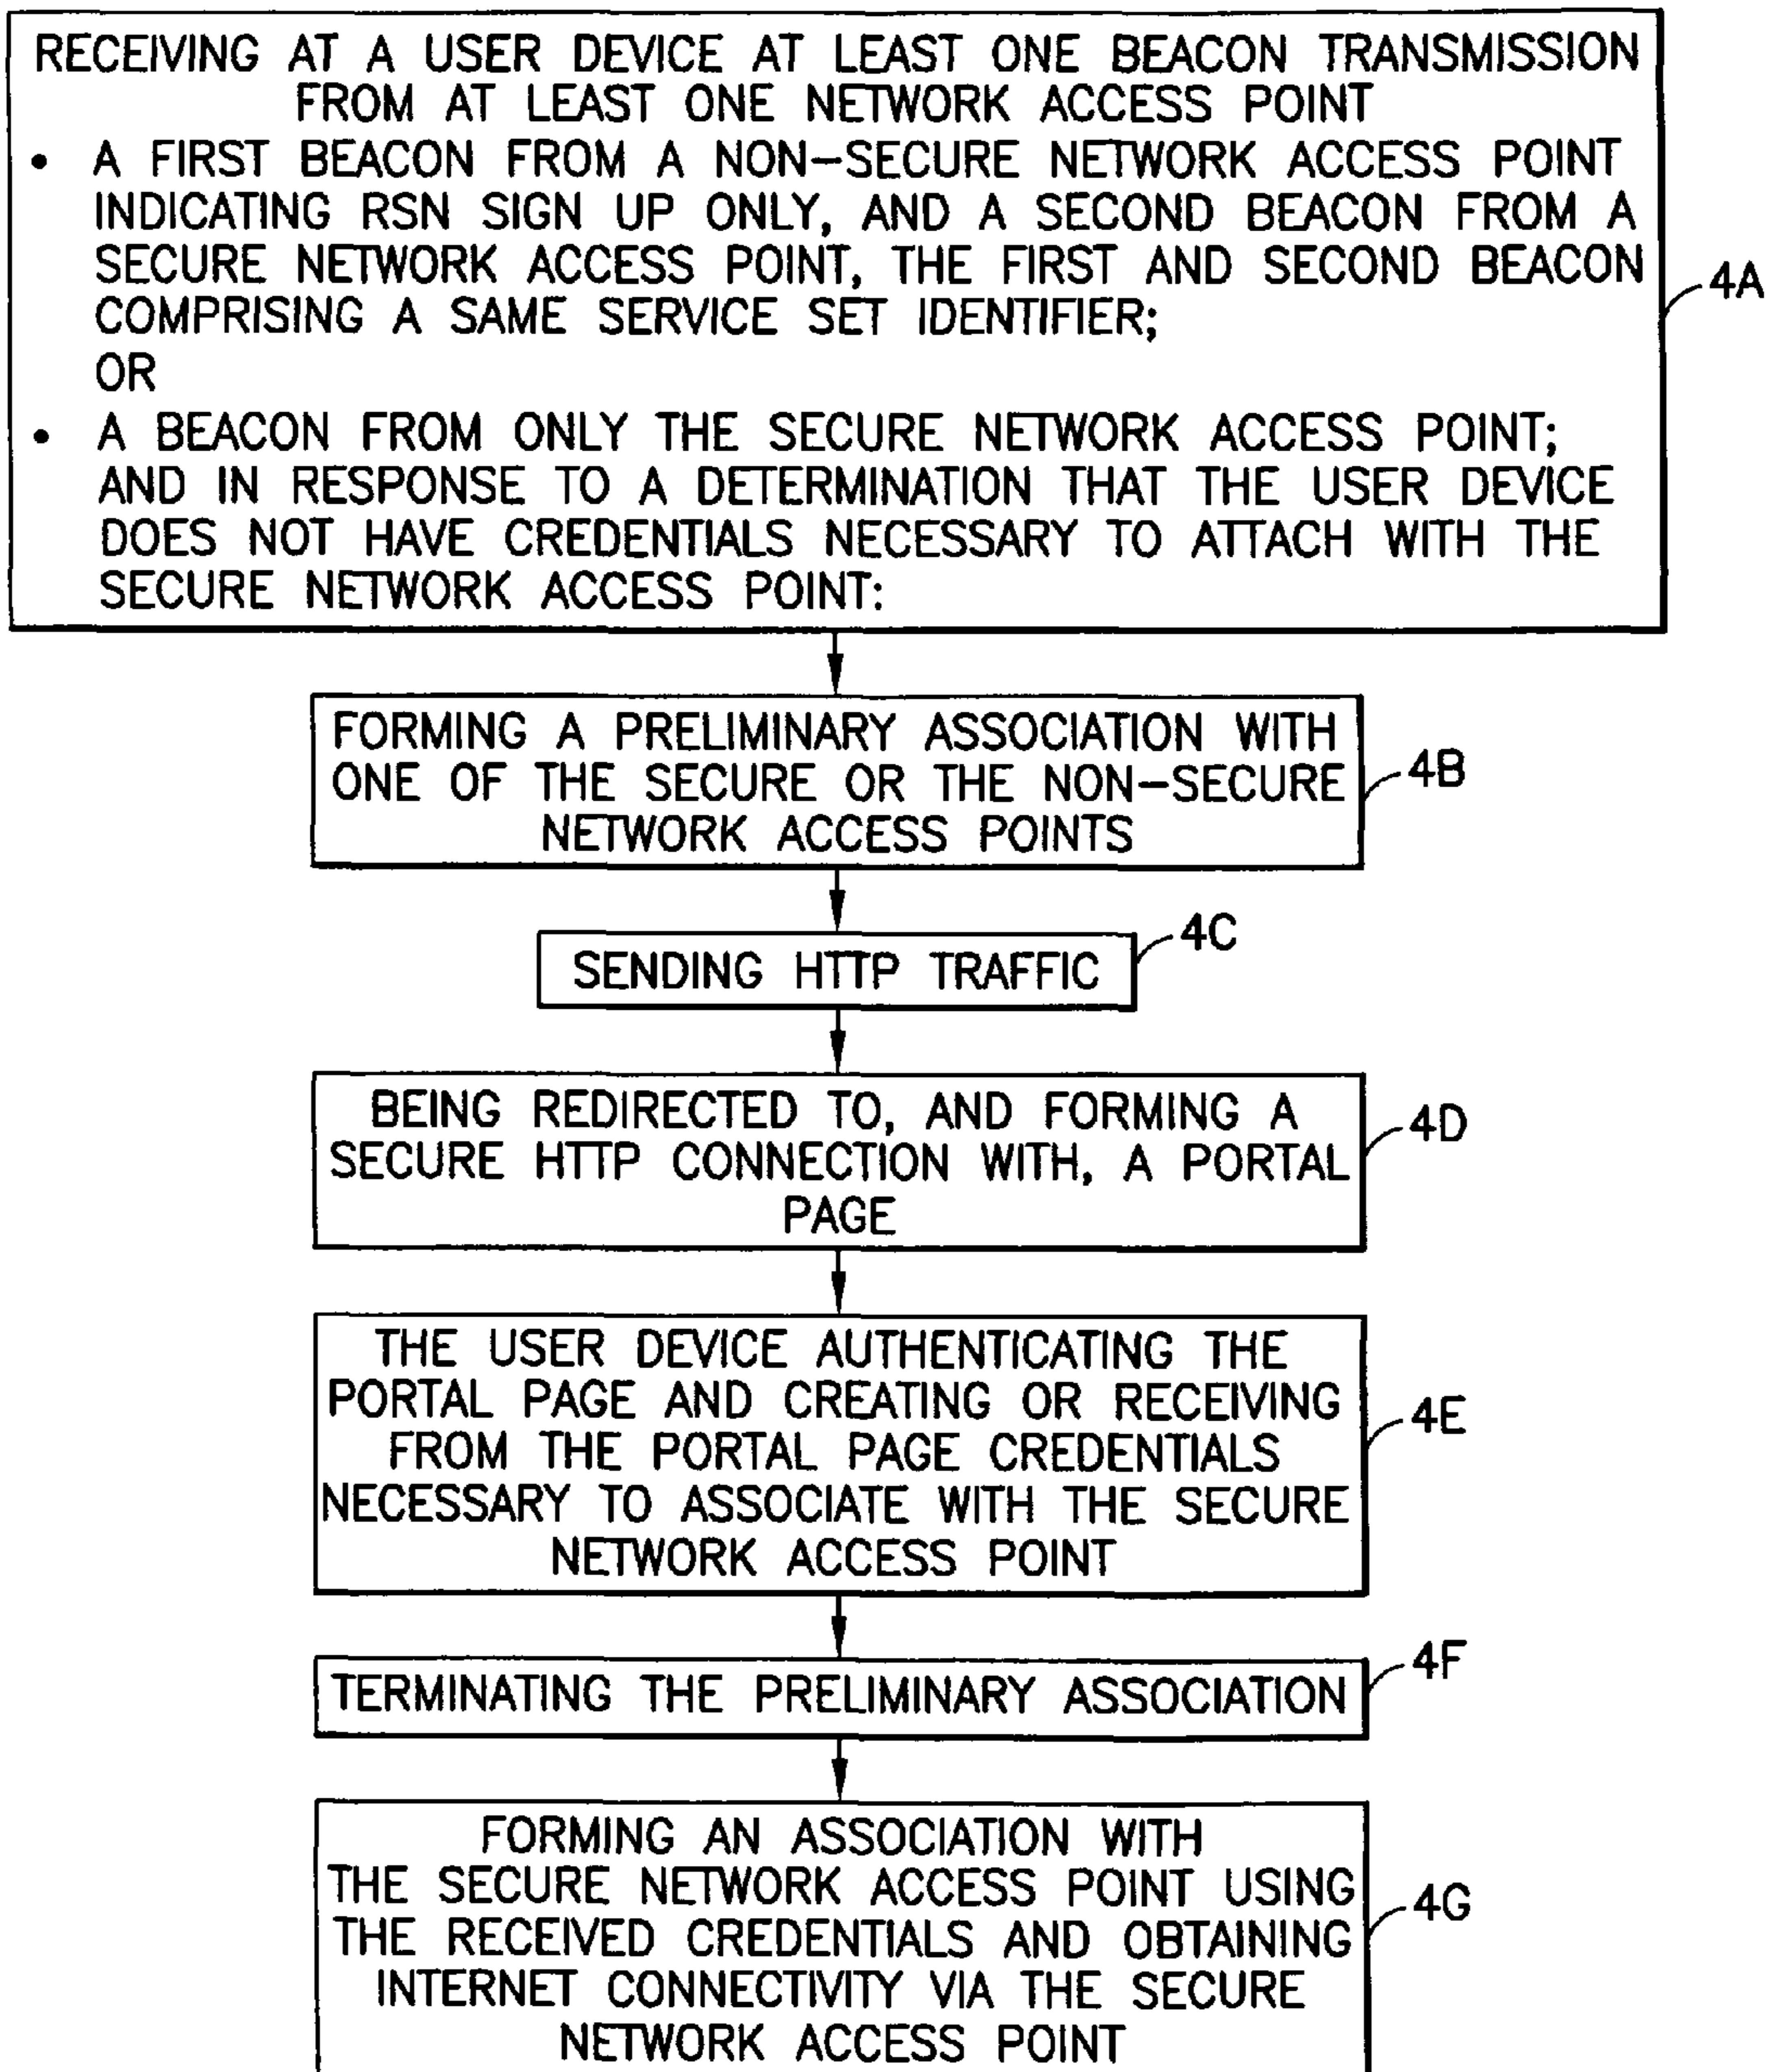 RECEIVING AT A USER DEVICE AT LEAST ONE BEACON TRANSMISSION
FROM AT LEAST ONE NETWORK ACCESS POINT
• A FIRST BEACON FROM A NON-SECURE NETWORK ACCESS POINT
INDICATING RSN SIGN UP ONLY, AND A SECOND BEACON FROM A
SECURE NETWORK ACCESS POINT, THE FIRST AND SECOND BEACON
COMPRISING A SAME SERVICE SET IDENTIFIER;
OR
• A BEACON FROM ONLY THE SECURE NETWORK ACCESS POINT;
AND IN RESPONSE TO A DETERMINATION THAT THE USER DEVICE
DOES NOT HAVE CREDENTIALS NECESSARY TO ATTACH WITH THE
SECURE NETWORK ACCESS POINT:
4A
FORMING A PRELIMINARY ASSOCIATION WITH
ONE OF THE SECURE OR THE NON-SECURE
NETWORK ACCESS POINTS
4B
SENDING HTTP TRAFFIC
4C
BEING REDIRECTED TO, AND FORMING A
SECURE HTTP CONNECTION WITH, A PORTAL
PAGE
4D
THE USER DEVICE AUTHENTICATING THE
PORTAL PAGE AND CREATING OR RECEIVING
FROM THE PORTAL PAGE CREDENTIALS
NECESSARY TO ASSOCIATE WITH THE SECURE
NETWORK ACCESS POINT
4E
TERMINATING THE PRELIMINARY ASSOCIATION
4F
FORMING AN ASSOCIATION WITH
THE SECURE NETWORK ACCESS POINT USING
THE RECEIVED CREDENTIALS AND OBTAINING
INTERNET CONNECTIVITY VIA THE SECURE
NETWORK ACCESS POINT
4G